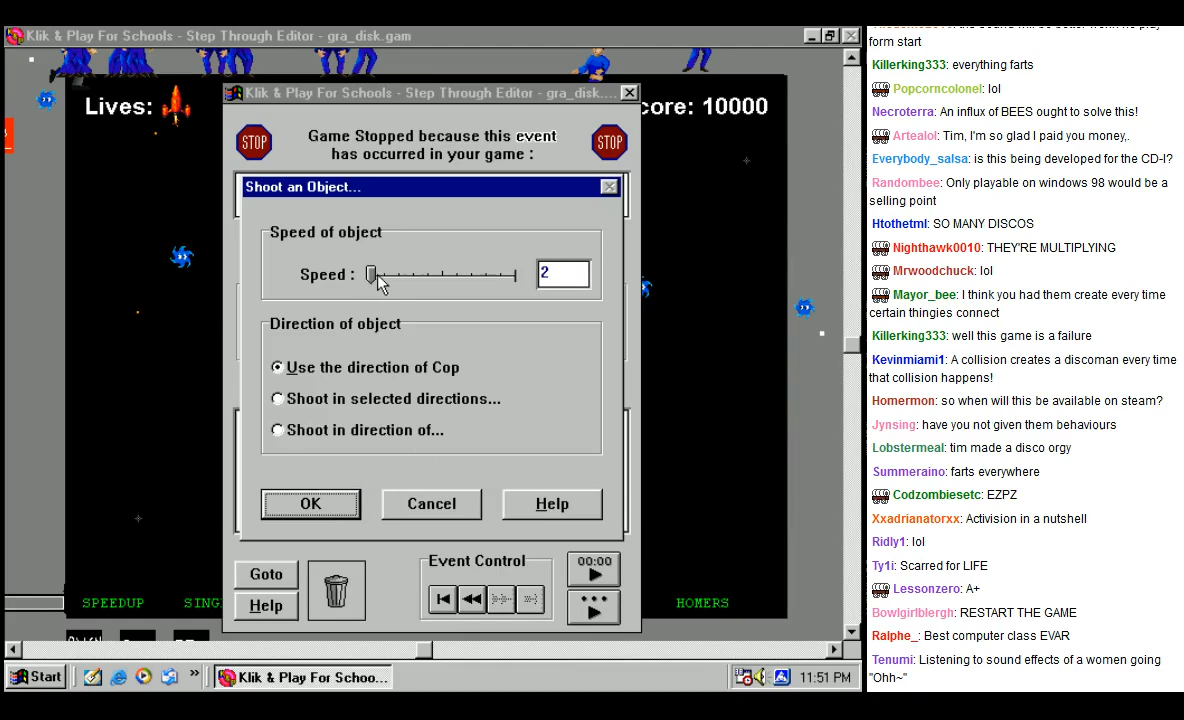 Klik & Play For Schools - Step Through Editor - gra_disk.gam
Lives:
core: 10000
Klik & Play For Schools - Step Through Editor - gra_disk....
STOP
Game Stopped because this event
has occurred in your game :
STOP
Shoot an Object...
Speed of object
Speed :
2
Direction of object
Use the direction of Cop
Shoot in selected directions...
Shoot in direction of...
OK
Cancel
Help
Goto
Help
Event Control
00:00
SPEEDUP
SING
HOMERS
Start
»
Klik & Play For Schoo...
11:51 PM
form start
Killerking333: everything farts
Popcorncolonel: lol
Necroterra: An influx of BEES ought to solve this!
Artealol: Tim, I'm so glad I paid you money,.
Everybody_salsa: is this being developed for the CD-I?
Randombee: Only playable on windows 98 would be a
selling point
Htothetml: SO MANY DISCOS
Nighthawk0010: THEY'RE MULTIPLYING
Mrwoodchuck: lol
Mayor_bee: I think you had them create every time
certain thingies connect
Killerking333: well this game is a failure
Kevinmiami1: A collision creates a discoman every time
that collision happens!
Homermon: so when will this be available on steam?
Jynsing: have you not given them behaviours
Lobstermeal: tim made a disco orgy
Summeraino: farts everywhere
Codzombiesetc: EZPZ
Xxadrianatorxx: Activision in a nutshell
Ridly1: lol
Ty1i: Scarred for LIFE
Lessonzero: A+
Bowlgirlblergh: RESTART THE GAME
Ralphe_: Best computer class EVAR
Tenumi: Listening to sound effects of a women going
"Ohh~"